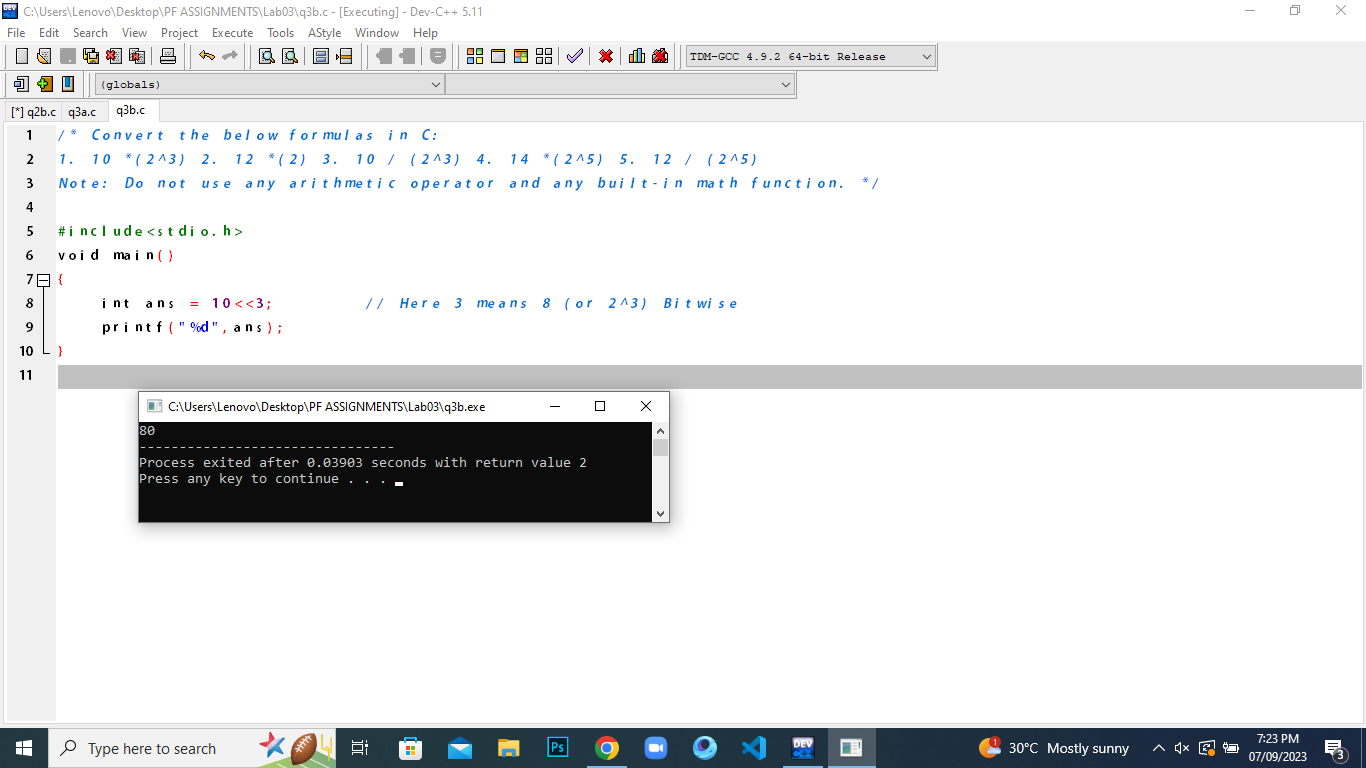 C:\Users\Lenovo\Desktop\PF ASSIGNMENTS\Lab03\q3b.c - [Executing] - Dev-C++ 5.11
File Edit Search View Project Execute Tools AStyle Window Help
TDM-GCC 4.9.2 64-bit Release
(globals)
[*] q2b.c q3a.c q3b.c
1 /* Convert the below formulas in C:
2 1. 10 *(2^3) 2. 12 *(2) 3. 10 / (2^3) 4. 14 *(2^5) 5. 12 / (2^5)
3 Note: Do not use any arithmetic operator and any built-in math function. */
4
5 #include<stdio.h>
6 void main()
7 {
8 int ans = 10<<3; // Here 3 means 8 (or 2^3) Bitwise
9 printf("%d",ans);
10 }
11
C:\Users\Lenovo\Desktop\PF ASSIGNMENTS\Lab03\q3b.exe
80
--------------------------------
Process exited after 0.03903 seconds with return value 2
Press any key to continue . . .
Type here to search
Ps
DEV
1
30°C Mostly sunny
7:23 PM
07/09/2023
3